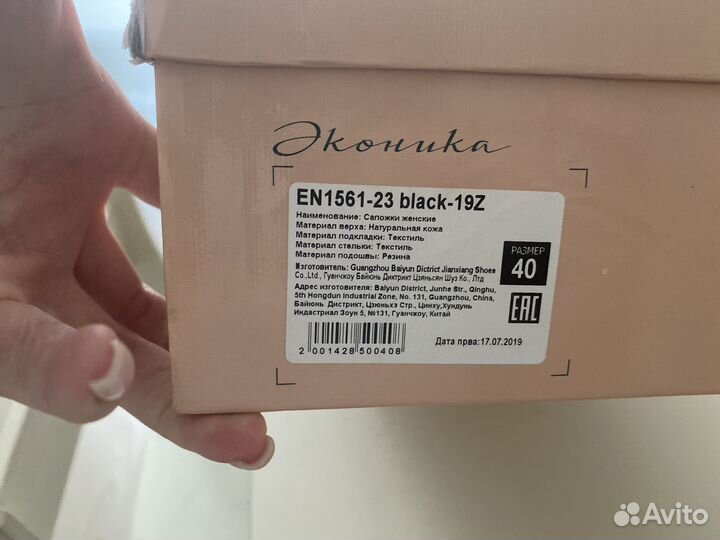 Эконика
EN1561-23 black-19Z
Наименование: Сапожки женские
Материал верха: Натуральная кожа
Материал подкладки: Текстиль
Материал стельки: Текстиль
Материал подошвы: Резина
Изготовитель: Guangzhou Baiyun Dictrict Jianxiang Shoes
Co.,Ltd., Гуанчжоу Байюнь Диктрикт Цзяньсян Шуз Ко., Лтд
Адрес изготовителя: Baiyun District, Junhe Str., Qinghu,
5th Hongdun Industrial Zone, No. 131, Guangzhou, China,
Байюнь Дистрикт, Цзюньхэ Стр., Цинху,Хундунь
Индастриал Зоун 5, №131, Гуанчжоу, Китай
РАЗМЕР
40
EAC
2 001428 500408
Дата прва:17.07.2019
Avito